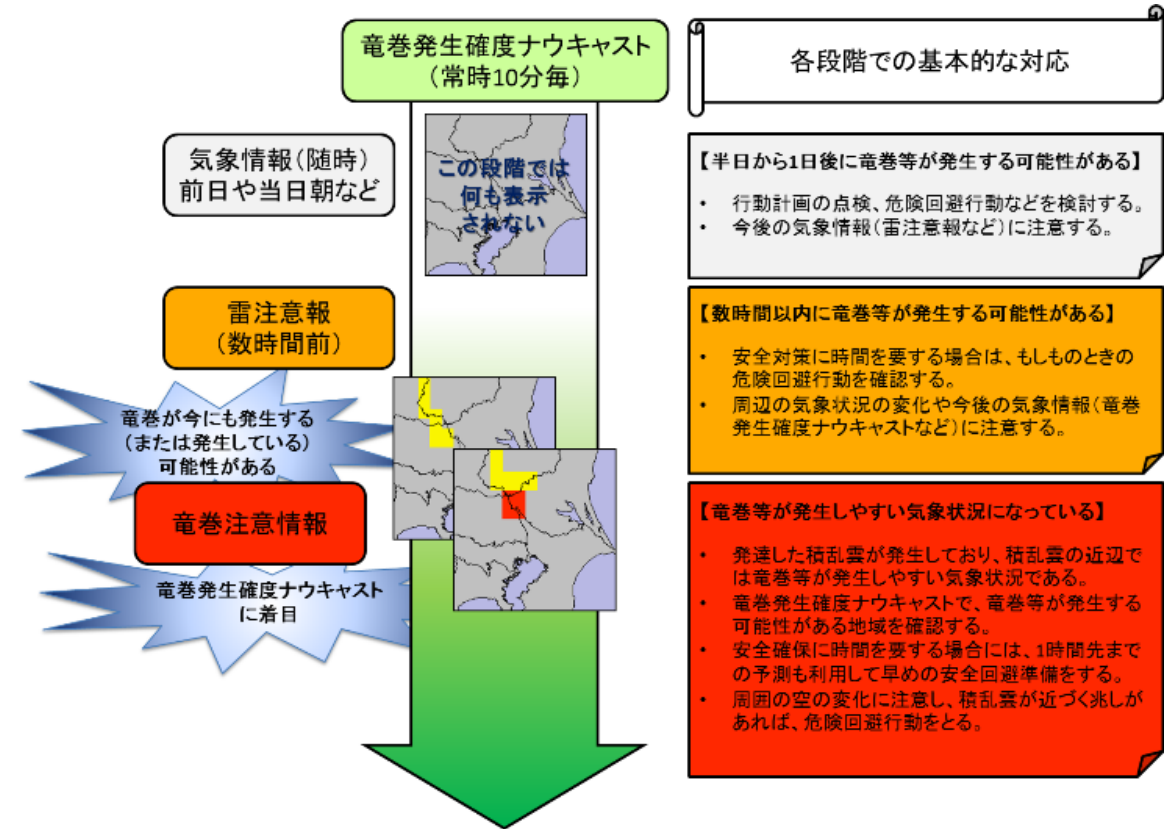 竜巻発生確度ナウキャスト
(常時10分毎)
各段階での基本的な対応
気象情報(随時)
前日や当日朝など
この段階では
何も表示
されない
【半日から1日後に竜巻等が発生する可能性がある】
• 行動計画の点検、危険回避行動などを検討する。
• 今後の気象情報(雷注意報など)に注意する。
雷注意報
(数時間前)
【数時間以内に竜巻等が発生する可能性がある】
• 安全対策に時間を要する場合は、もしものときの
危険回避行動を確認する。
• 周辺の気象状況の変化や今後の気象情報(竜巻
発生確度ナウキャストなど)に注意する。
竜巻が今にも発生する
(または発生している)
可能性がある
竜巻注意情報
竜巻発生確度ナウキャスト
に着目
【竜巻等が発生しやすい気象状況になっている】
• 発達した積乱雲が発生しており、積乱雲の近辺で
は竜巻等が発生しやすい気象状況である。
• 竜巻発生確度ナウキャストで、竜巻等が発生する
可能性がある地域を確認する。
• 安全確保に時間を要する場合には、1時間先まで
の予測も利用して早めの安全回避準備をする。
• 周囲の空の変化に注意し、積乱雲が近づく兆しが
あれば、危険回避行動をとる。